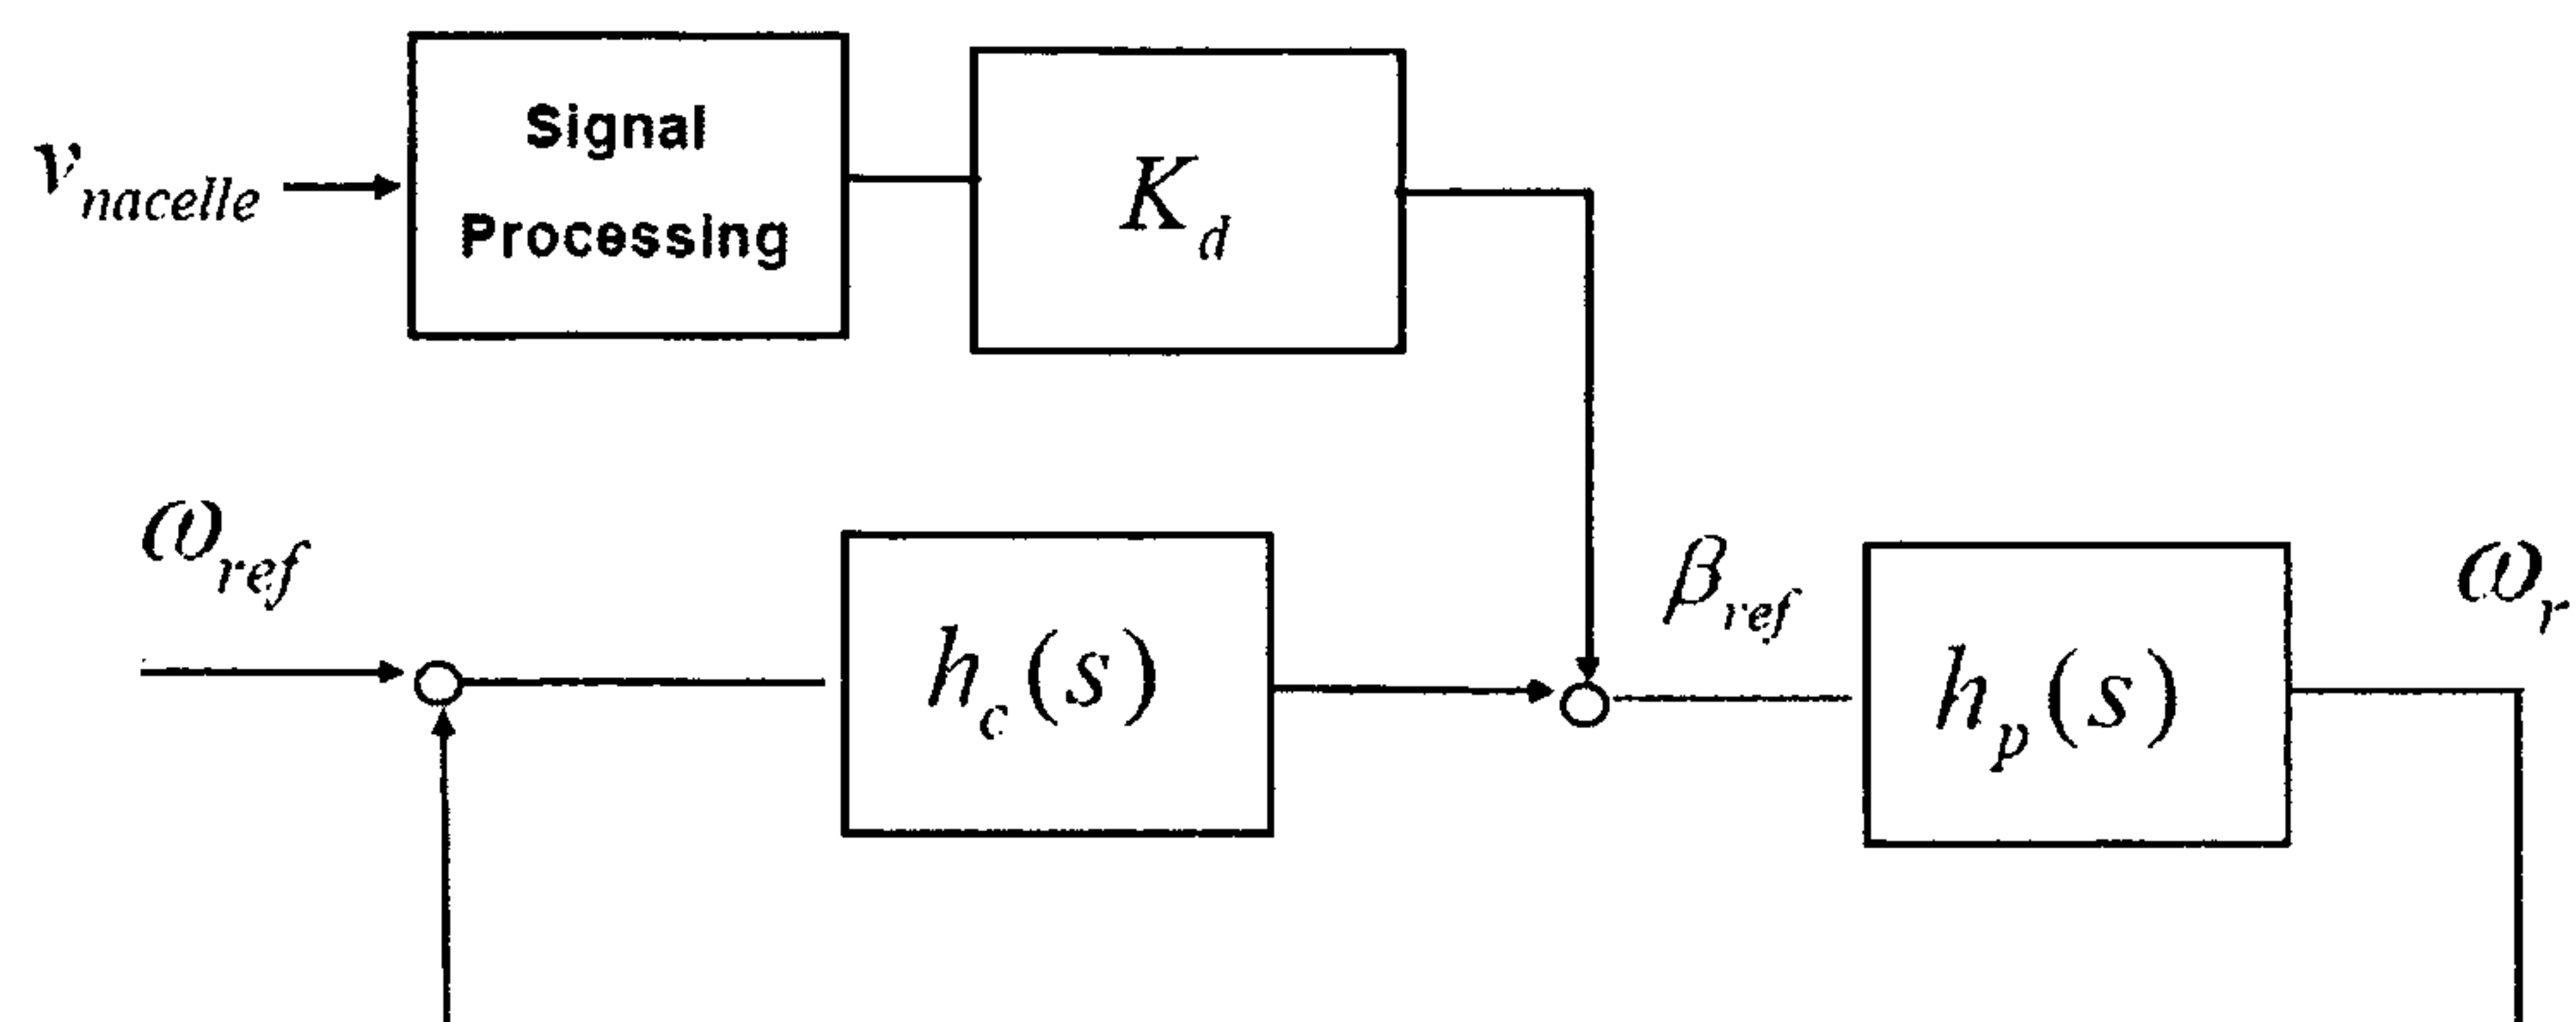 Signal
Processing
v_nacelle
K_d
ω_ref
h_c(s)
β_ref
h_p(s)
ω_r